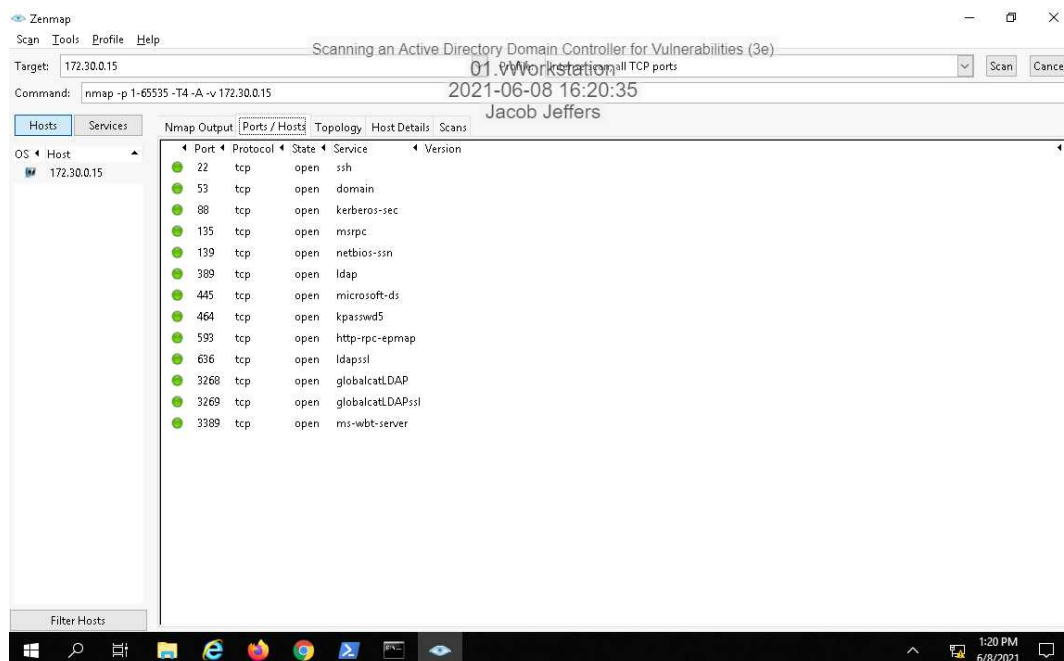 Zenmap
Scan Tools Profile Help
Scanning an Active Directory Domain Controller for Vulnerabilities (3e)
Target: 172.30.0.15 all TCP ports Scan Cance
01. vWorkstation
Command: nmap -p 1-65535 -T4 -A -v 172.30.0.15
2021-06-08 16:20:35
Jacob Jeffers
Hosts Services Nmap Output Ports / Hosts Topology Host Details Scans
OS Host Port Protocol State Service Version
172.30.0.15 22 tcp open ssh
53 tcp open domain
88 tcp open kerberos-sec
135 tcp open msrpc
139 tcp open netbios-ssn
389 tcp open ldap
445 tcp open microsoft-ds
464 tcp open kpasswd5
593 tcp open http-rpc-epmap
636 tcp open ldapssl
3268 tcp open globalcatLDAP
3269 tcp open globalcatLDAPssl
3389 tcp open ms-wbt-server
Filter Hosts
1:20 PM
6/8/2021